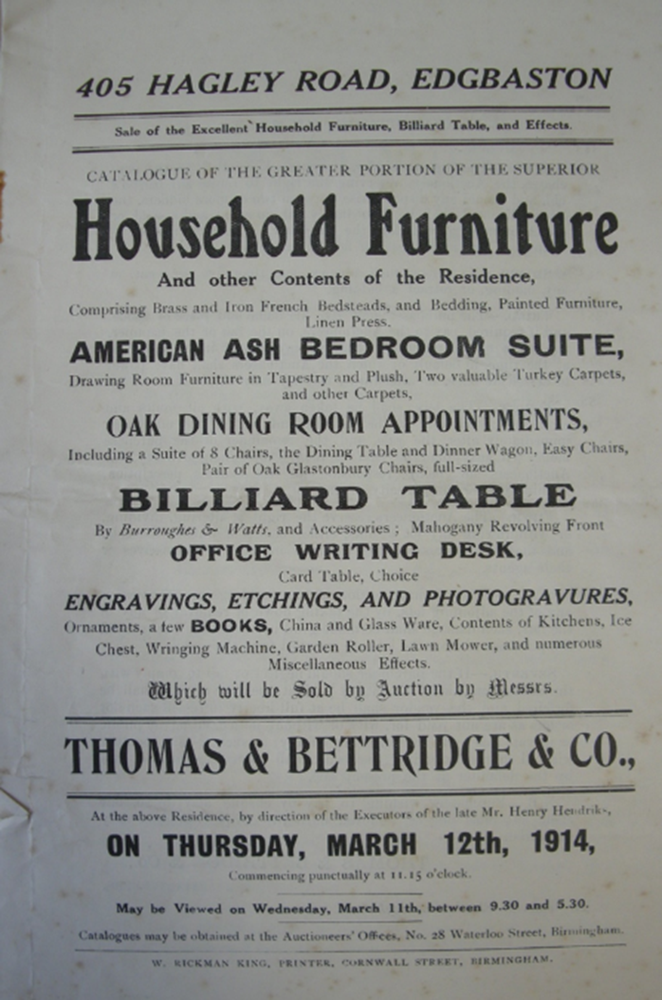 405 HAGLEY ROAD, EDGBASTON
Sale of the Excellent Household Furniture, Billiard Table, and Effects.
CATALOGUE OF THE GREATER PORTION OF THE SUPERIOR
Household Furniture
And other Contents of the Residence,
Comprising Brass and Iron French Bedsteads, and Bedding, Painted Furniture,
Linen Press.
AMERICAN ASH BEDROOM SUITE,
Drawing Room Furniture in Tapestry and Plush, Two valuable Turkey Carpets,
and other Carpets,
OAK DINING ROOM APPOINTMENTS,
Including a Suite of 8 Chairs, the Dining Table and Dinner Wagon, Easy Chairs,
Pair of Oak Glastonbury Chairs, full-sized
BILLIARD TABLE
By Burroughes & Watts, and Accessories ; Mahogany Revolving Front
OFFICE WRITING DESK,
Card Table, Choice
ENGRAVINGS, ETCHINGS, AND PHOTOGRAVURES,
Ornaments, a few BOOKS, China and Glass Ware, Contents of Kitchens, Ice
Chest, Wringing Machine, Garden Roller, Lawn Mower, and numerous
Miscellaneous Effects.
Which will be Sold by Auction by Messrs.
THOMAS & BETTRIDGE & CO.,
At the above Residence, by direction of the Executors of the late Mr. Henry Hendriks,
ON THURSDAY, MARCH 12th, 1914,
Commencing punctually at 11.15 o'clock.
May be Viewed on Wednesday, March 11th, between 9.30 and 5.30.
Catalogues may be obtained at the Auctioneers' Offices, No. 28 Waterloo Street, Birmingham.
W. RICKMAN KING, PRINTER, CORNWALL STREET, BIRMINGHAM.